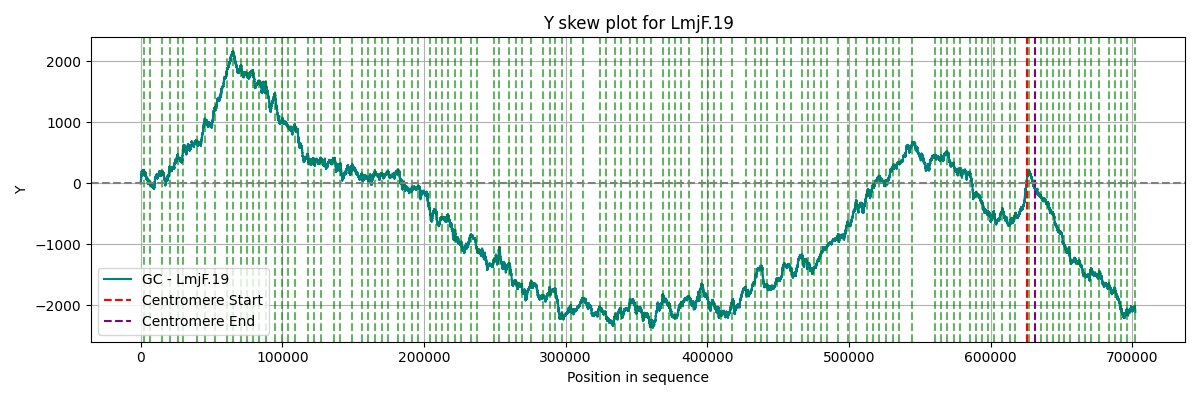 Y skew plot for LmjF.19
2000
1000
0
−1000
−2000
Y
GC - LmjF.19
Centromere Start
Centromere End
0 100000 200000 300000 400000 500000 600000 700000
Position in sequence